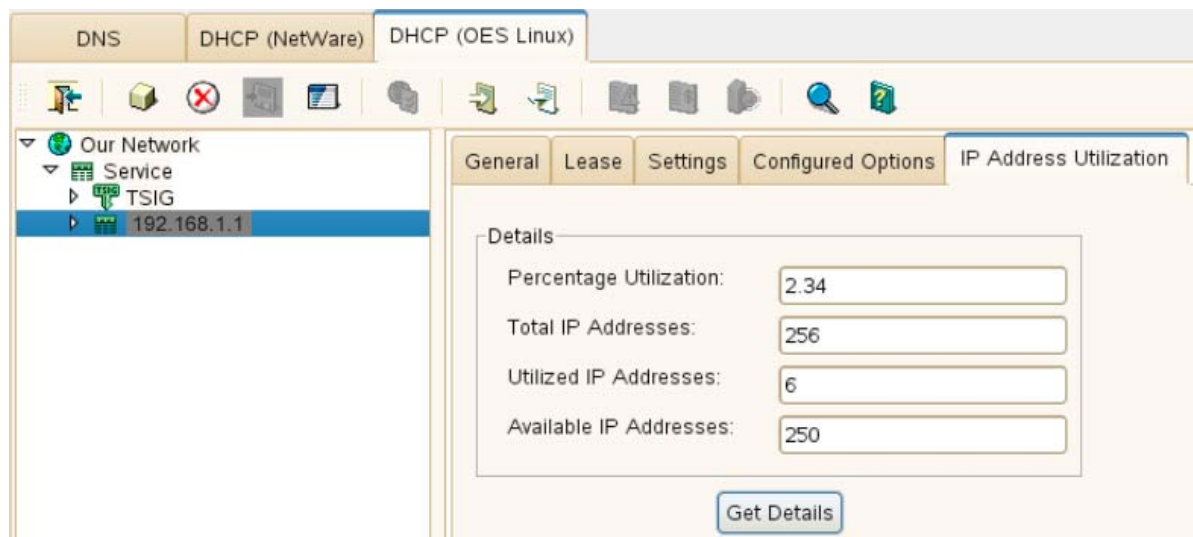 DNS
DHCP (NetWare)
DHCP (OES Linux)
Our Network
Service
TSIG
TSIG
192.168.1.1
General
Lease
Settings
Configured Options
IP Address Utilization
Details
Percentage Utilization: 2.34
Total IP Addresses: 256
Utilized IP Addresses: 6
Available IP Addresses: 250
Get Details